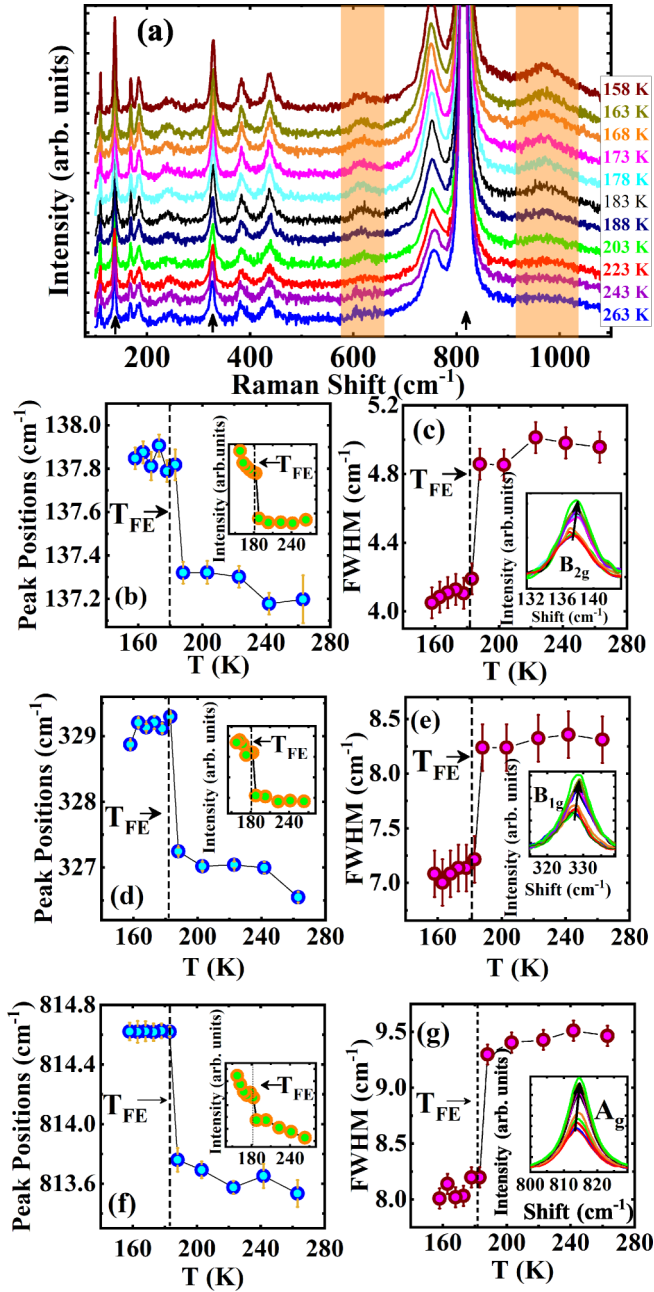 (a)
Intensity (arb. units)
158 K
163 K
168 K
173 K
178 K
183 K
188 K
203 K
223 K
243 K
263 K
200 400 600 800 1000
Raman Shift (cm⁻¹)
Peak Positions (cm⁻¹)
138.0
137.8
137.6
137.4
137.2
T_FE
(b)
160 200 240 280
T (K)
Intensity (arb.units)
T_FE
180 240
FWHM (cm⁻¹)
5.2
4.8
4.4
4.0
(c)
T_FE
160 200 240 280
T (K)
Intensity (arb.units)
B_2g
132 136 140
Shift (cm⁻¹)
Peak Positions (cm⁻¹)
329
328
327
T_FE
(d)
160 200 240 280
T (K)
Intensity (arb. units)
T_FE
180 240
FWHM (cm⁻¹)
8.5
8.0
7.5
7.0
(e)
T_FE
160 200 240 280
T (K)
Intensity (arb. units)
B_1g
320 329
Shift (cm⁻¹)
Peak Positions (cm⁻¹)
814.8
814.4
814.0
813.6
T_FE
(f)
160 200 240 280
T (K)
Intensity (arb. units)
T_FE
180 240
FWHM (cm⁻¹)
9.5
9.0
8.5
8.0
(g)
T_FE
160 200 240 280
T (K)
Intensity (arb. units)
A_g
800 810 820
Shift (cm⁻¹)